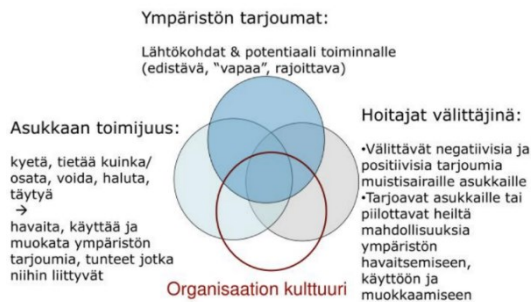 Ympäristön tarjoumat:
Lähtökohdat & potentiaali toiminnalle
(edistävä, “vapaa”, rajoittava)
Asukkaan toimijuus:
kyetä, tietää kuinka/
osata, voida, haluta,
täytyä
→
havaita, käyttää ja
muokata ympäristön
tarjoumia, tunteet jotka
niihin liittyvät
Hoitajat välittäjinä:
•Välittävät negatiivisia ja
positiivisia tarjoumia
muistisairaille asukkaille
•Tarjoavat asukkaille tai
piilottavat heiltä
mahdollisuuksia
ympäristön
havaitsemiseen,
käyttöön ja
muokkaamiseen
Organisaation kulttuuri